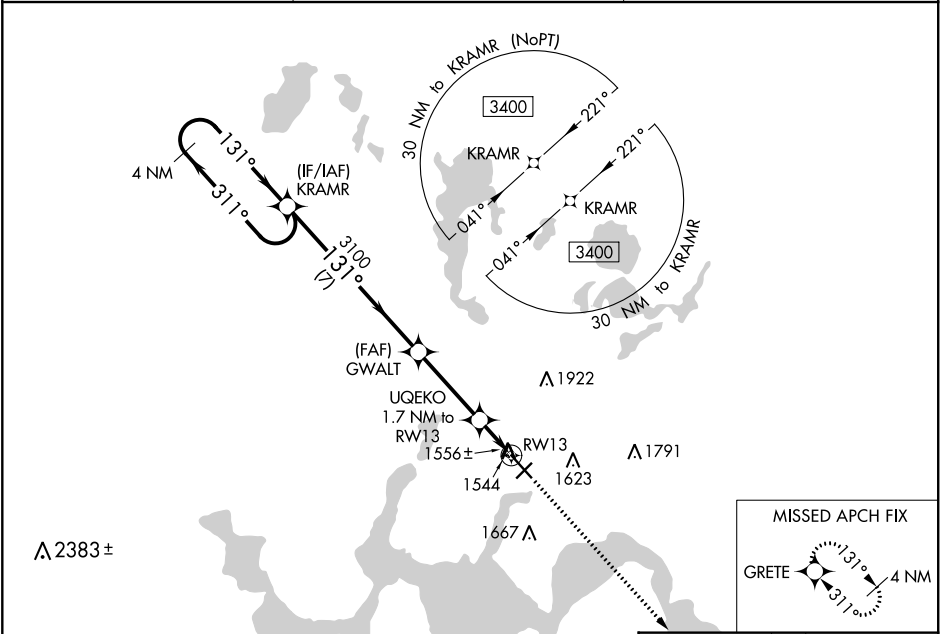 30 NM to KRAMR (NoPT)
3400
221°
KRAMR
041°
221°
KRAMR
041°
3400
30 NM to KRAMR
131°
4 NM
311°
(IF/IAF)
KRAMR
3100
131°
(7)
(FAF)
GWALT
1922
UQEKO
1.7 NM to
RW13
RW13
1556±
1544
1623
1791
1667
2383±
MISSED APCH FIX
GRETE
131°
4 NM
311°